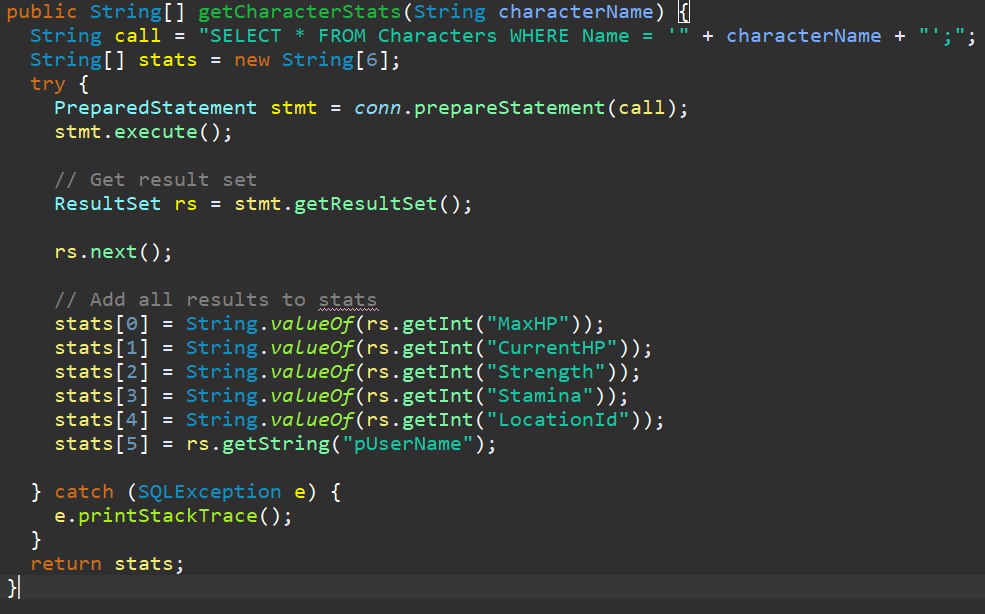 public String[] getCharacterStats(String characterName) {
  String call = "SELECT * FROM Characters WHERE Name = '" + characterName + "';";
  String[] stats = new String[6];
  try {
    PreparedStatement stmt = conn.prepareStatement(call);
    stmt.execute();

    // Get result set
    ResultSet rs = stmt.getResultSet();

    rs.next();

    // Add all results to stats
    stats[0] = String.valueOf(rs.getInt("MaxHP"));
    stats[1] = String.valueOf(rs.getInt("CurrentHP"));
    stats[2] = String.valueOf(rs.getInt("Strength"));
    stats[3] = String.valueOf(rs.getInt("Stamina"));
    stats[4] = String.valueOf(rs.getInt("LocationId"));
    stats[5] = rs.getString("pUserName");

  } catch (SQLException e) {
    e.printStackTrace();
  }
  return stats;
}